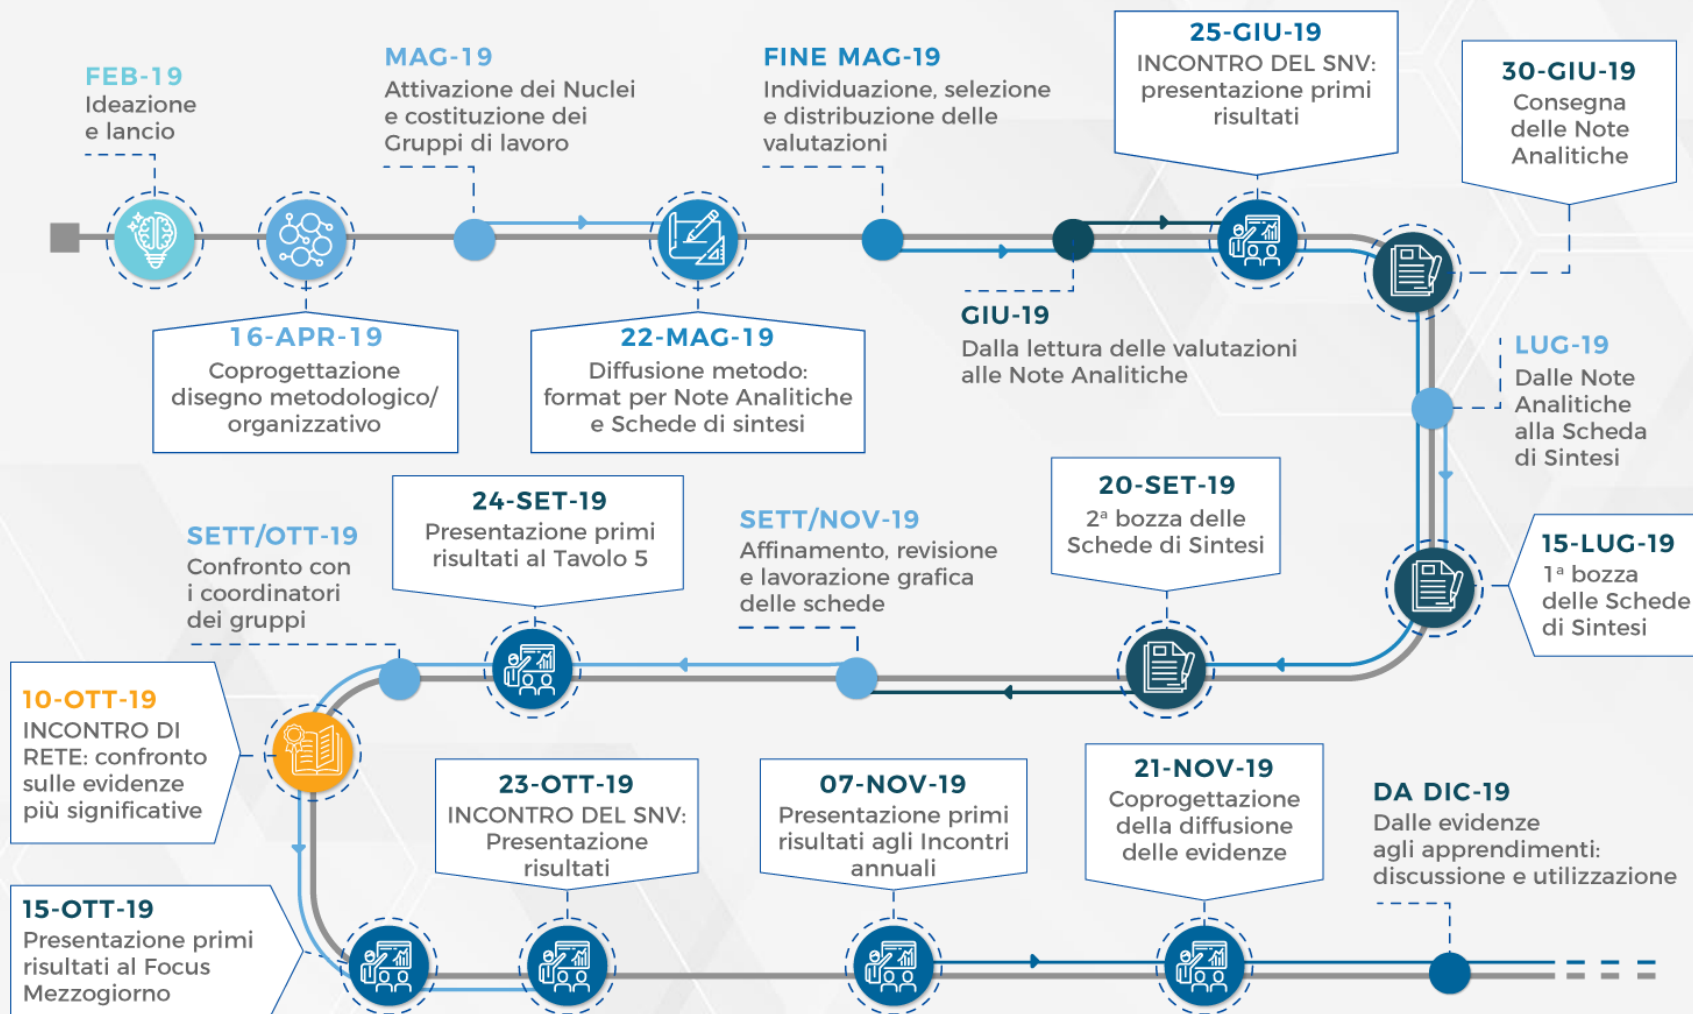 FEB-19
Ideazione
e lancio
16-APR-19
Coprogettazione
disegno metodologico/
organizzativo
MAG-19
Attivazione dei Nuclei
e costituzione dei
Gruppi di lavoro
22-MAG-19
Diffusione metodo:
format per Note Analitiche
e Schede di sintesi
FINE MAG-19
Individuazione, selezione
e distribuzione delle
valutazioni
GIU-19
Dalla lettura delle valutazioni
alle Note Analitiche
25-GIU-19
INCONTRO DEL SNV:
presentazione primi
risultati
30-GIU-19
Consegna
delle Note
Analitiche
LUG-19
Dalle Note
Analitiche
alla Scheda
di Sintesi
15-LUG-19
1ª bozza
delle Schede
di Sintesi
20-SET-19
2ª bozza delle
Schede di Sintesi
SETT/NOV-19
Affinamento, revisione
e lavorazione grafica
delle schede
24-SET-19
Presentazione primi
risultati al Tavolo 5
SETT/OTT-19
Confronto con
i coordinatori
dei gruppi
10-OTT-19
INCONTRO DI
RETE: confronto
sulle evidenze
più significative
15-OTT-19
Presentazione primi
risultati al Focus
Mezzogiorno
23-OTT-19
INCONTRO DEL SNV:
Presentazione
risultati
07-NOV-19
Presentazione primi
risultati agli Incontri
annuali
21-NOV-19
Coprogettazione
della diffusione
delle evidenze
DA DIC-19
Dalle evidenze
agli apprendimenti:
discussione e utilizzazione